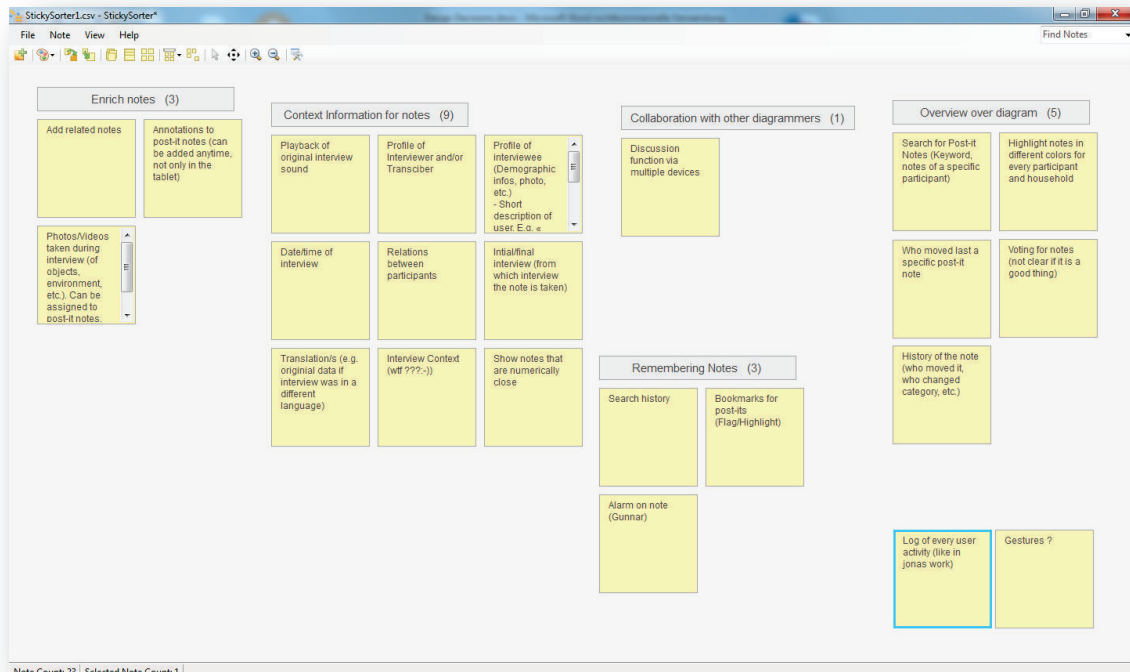 StickySorter1.csv - StickySorter*
File Note View Help
Find Notes
Enrich notes (3)
Add related notes
Annotations to
post-it notes (can
be added anytime,
not only in the
tablet)
Photos/Videos
taken during
interview (of
objects,
environment,
etc.). Can be
assigned to
post-it notes.
Context Information for notes (9)
Playback of
original interview
sound
Profile of
Interviewer and/or
Transciber
Profile of
interviewee
(Demographic
infos, photo,
etc.)
- Short
description of
user. E.g. «
Date/time of
interview
Relations
between
participants
Intial/final
interview (from
which interview
the note is taken)
Translation/s (e.g.
originial data if
interview was in a
different
language)
Interview Context
(wtf ???:-))
Show notes that
are numerically
close
Collaboration with other diagrammers (1)
Discussion
function via
multiple devices
Remembering Notes (3)
Search history
Bookmarks for
post-its
(Flag/Highlight)
Alarm on note
(Gunnar)
Overview over diagram (5)
Search for Post-it
Notes (Keyword,
notes of a specific
participant)
Highlight notes in
different colors for
every participant
and household
Who moved last a
specific post-it
note
Voting for notes
(not clear if it is a
good thing)
History of the note
(who moved it,
who changed
category, etc.)
Log of every user
activity (like in
jonas work)
Gestures ?
Note Count: 23 Selected Note Count: 1